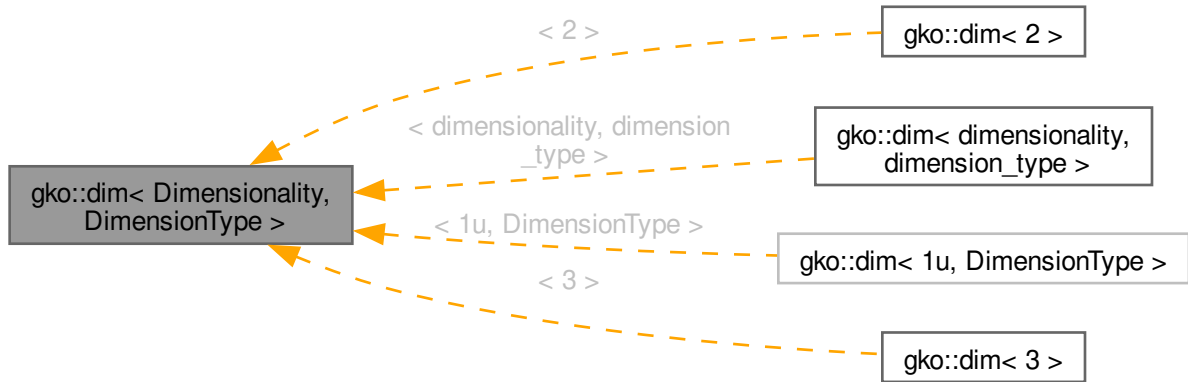 < 2 >
gko::dim< 2 >
< dimensionality, dimension
_type >
gko::dim< dimensionality,
dimension_type >
gko::dim< Dimensionality,
DimensionType >
< 1u, DimensionType >
gko::dim< 1u, DimensionType >
< 3 >
gko::dim< 3 >